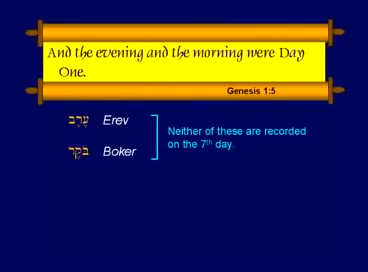 And the evening and the morning were Day
One.
Genesis 1:5
עֶרֶב Erev
Neither of these are recorded
on the 7th day.
בֹּקֶר Boker